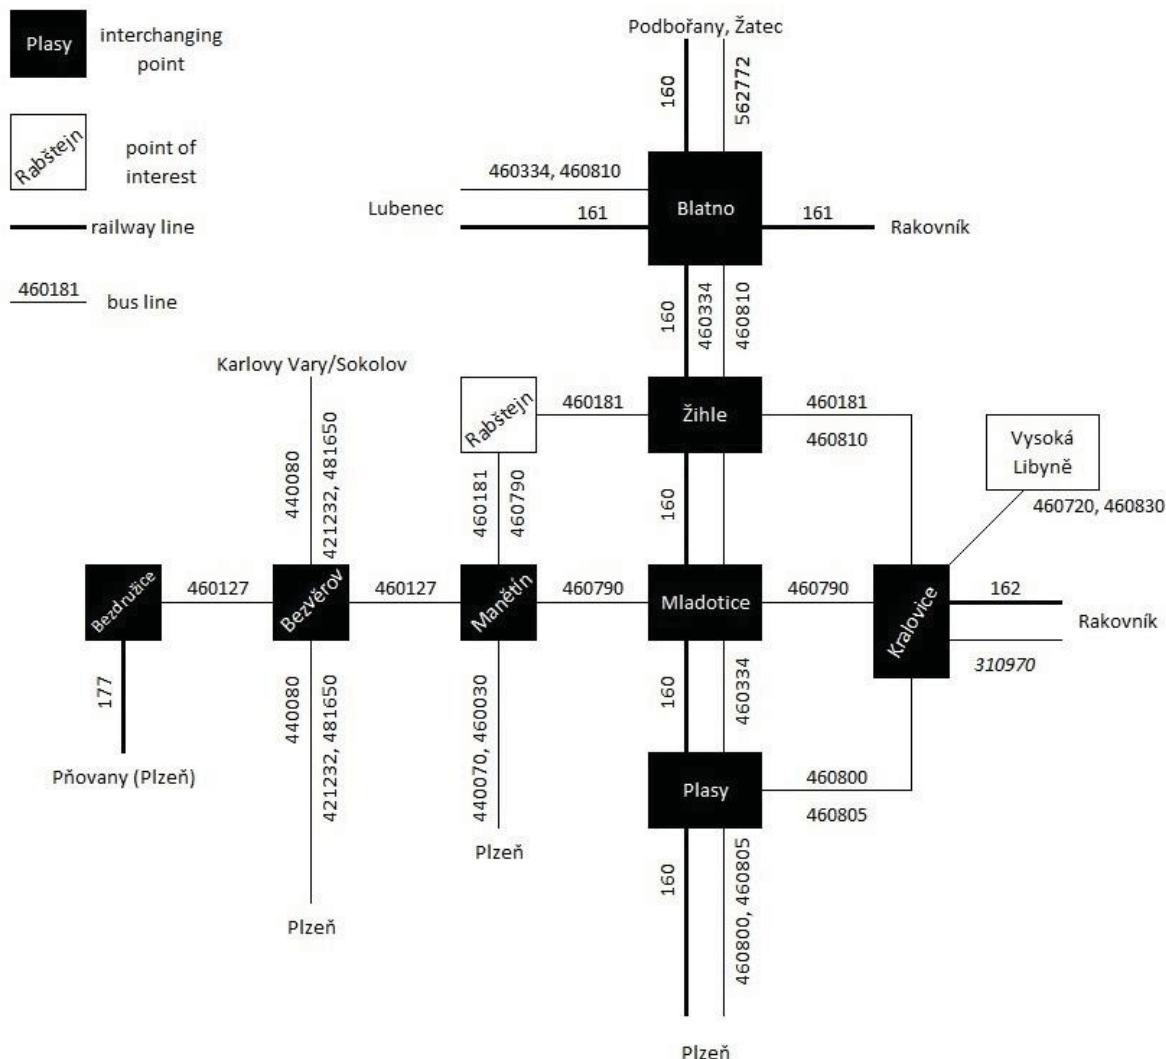 Plasy
interchanging
point
Rabštejn
point of
interest
railway line
460181
bus line
Podbořany, Žatec
160
562772
460334, 460810
Lubenec
161
Blatno
161
Rakovník
160
460334
460810
Karlovy Vary/Sokolov
440080
421232, 481650
Rabštejn
460181
Žihle
460181
460810
Vysoká
Libyně
460720, 460830
460181
460790
160
Bezdružice
460127
Bezvěrov
460127
Manětín
460790
Mladotice
460790
Kralovice
162
Rakovník
310970
177
Pňovany (Plzeň)
440080
421232, 481650
Plzeň
440070, 460030
Plzeň
160
460334
Plasy
460800
460805
160
460800, 460805
Plzeň